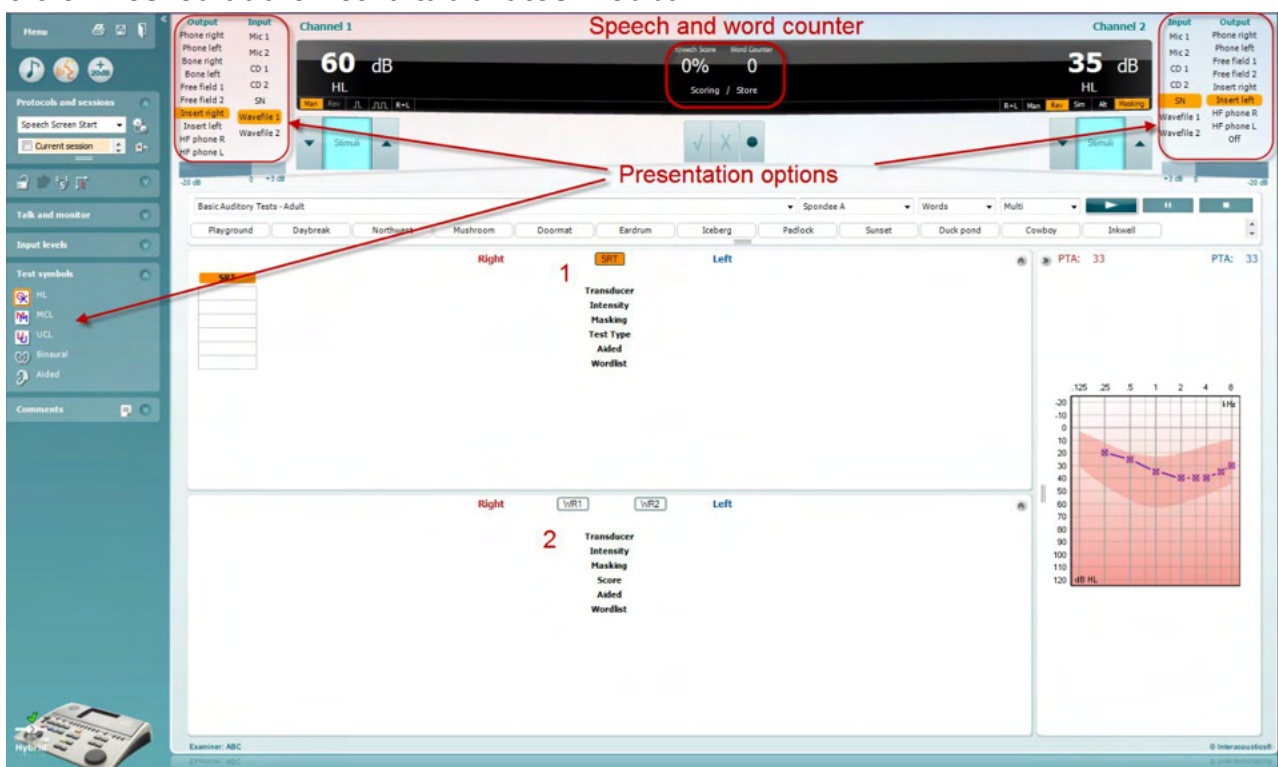 Menu
Protocols and sessions
Speech Screen Start
Current session
Talk and monitor
Input levels
Test symbols
HL
MCL
UCL
Binaural
Aided
Comments
Hybrid
Output Input
Phone right Mic 1
Phone left Mic 2
Bone right CD 1
Bone left CD 2
Free field 1 SN
Free field 2 Wavefile 1
Insert right Wavefile 2
Insert left
HF phone R
HF phone L
-20 dB 0 +3 dB
Channel 1
Speech and word counter
Channel 2
60 dB
HL
Man Rev R+L
Speech Score Word Counter
0% 0
Scoring / Store
35 dB
HL
R+L Man Rev Sim Alt Masking
Stimuli
Stimuli
Input Output
Mic 1 Phone right
Mic 2 Phone left
CD 1 Free field 1
CD 2 Free field 2
SN Insert right
Wavefile 1 Insert left
Wavefile 2 HF phone R
HF phone L
Off
+3 dB 0 -20 dB
Presentation options
Basic Auditory Tests - Adult Spondee A Words Multi
Playground Daybreak Northwest Mushroom Doormat Eardrum Iceberg Padlock Sunset Duck pond Cowboy Inkwell
Right SRT Left
SRT
1
Transducer
Intensity
Masking
Test Type
Aided
Wordlist
Right WR1 WR2 Left
2
Transducer
Intensity
Masking
Score
Aided
Wordlist
PTA: 33 PTA: 33
.125 .25 .5 1 2 4 8
kHz
-20
-10
0
10
20
30
40
50
60
70
80
90
100
110
120 dB HL
Examiner: ABC
© Interacoustics®